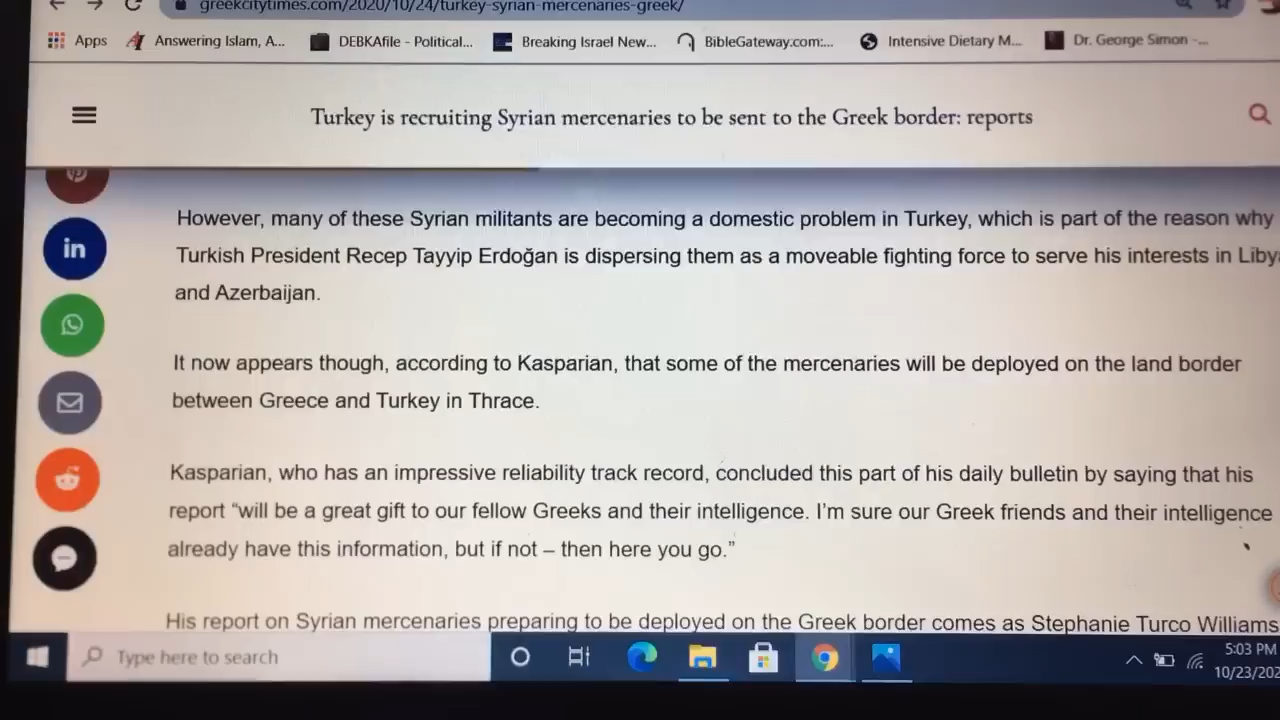 greekcitytimes.com/2020/10/24/turkey-syrian-mercenaries-greek/
Apps Answering Islam, A... DEBKAfile - Political... Breaking Israel New... BibleGateway.com:... Intensive Dietary M... Dr. George Simon -...
Turkey is recruiting Syrian mercenaries to be sent to the Greek border: reports
However, many of these Syrian militants are becoming a domestic problem in Turkey, which is part of the reason why
Turkish President Recep Tayyip Erdoğan is dispersing them as a moveable fighting force to serve his interests in Liby
and Azerbaijan.
in
It now appears though, according to Kasparian, that some of the mercenaries will be deployed on the land border
between Greece and Turkey in Thrace.
Kasparian, who has an impressive reliability track record, concluded this part of his daily bulletin by saying that his
report “will be a great gift to our fellow Greeks and their intelligence. I’m sure our Greek friends and their intelligence
already have this information, but if not – then here you go.”
His report on Syrian mercenaries preparing to be deployed on the Greek border comes as Stephanie Turco Williams,
Type here to search
5:03 PM
10/23/202